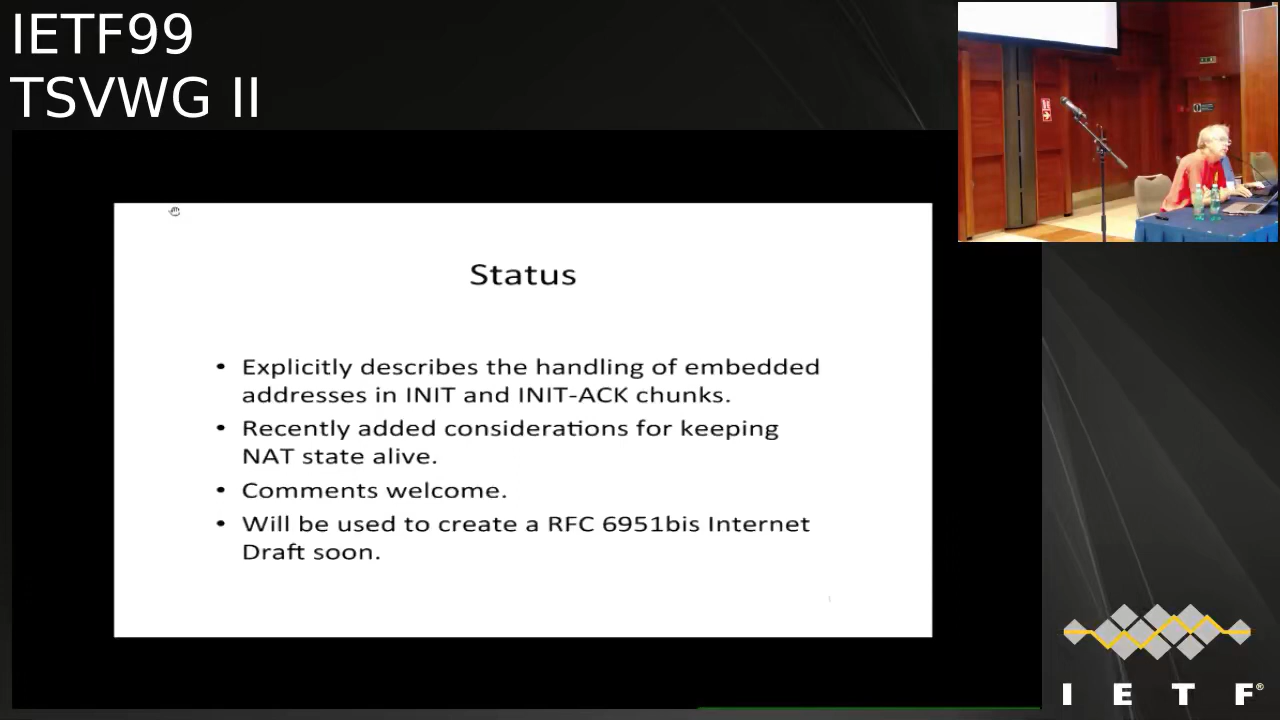 IETF99
TSVWG II
Status
• Explicitly describes the handling of embedded
addresses in INIT and INIT-ACK chunks.
• Recently added considerations for keeping
NAT state alive.
• Comments welcome.
• Will be used to create a RFC 6951bis Internet
Draft soon.
I E T F®